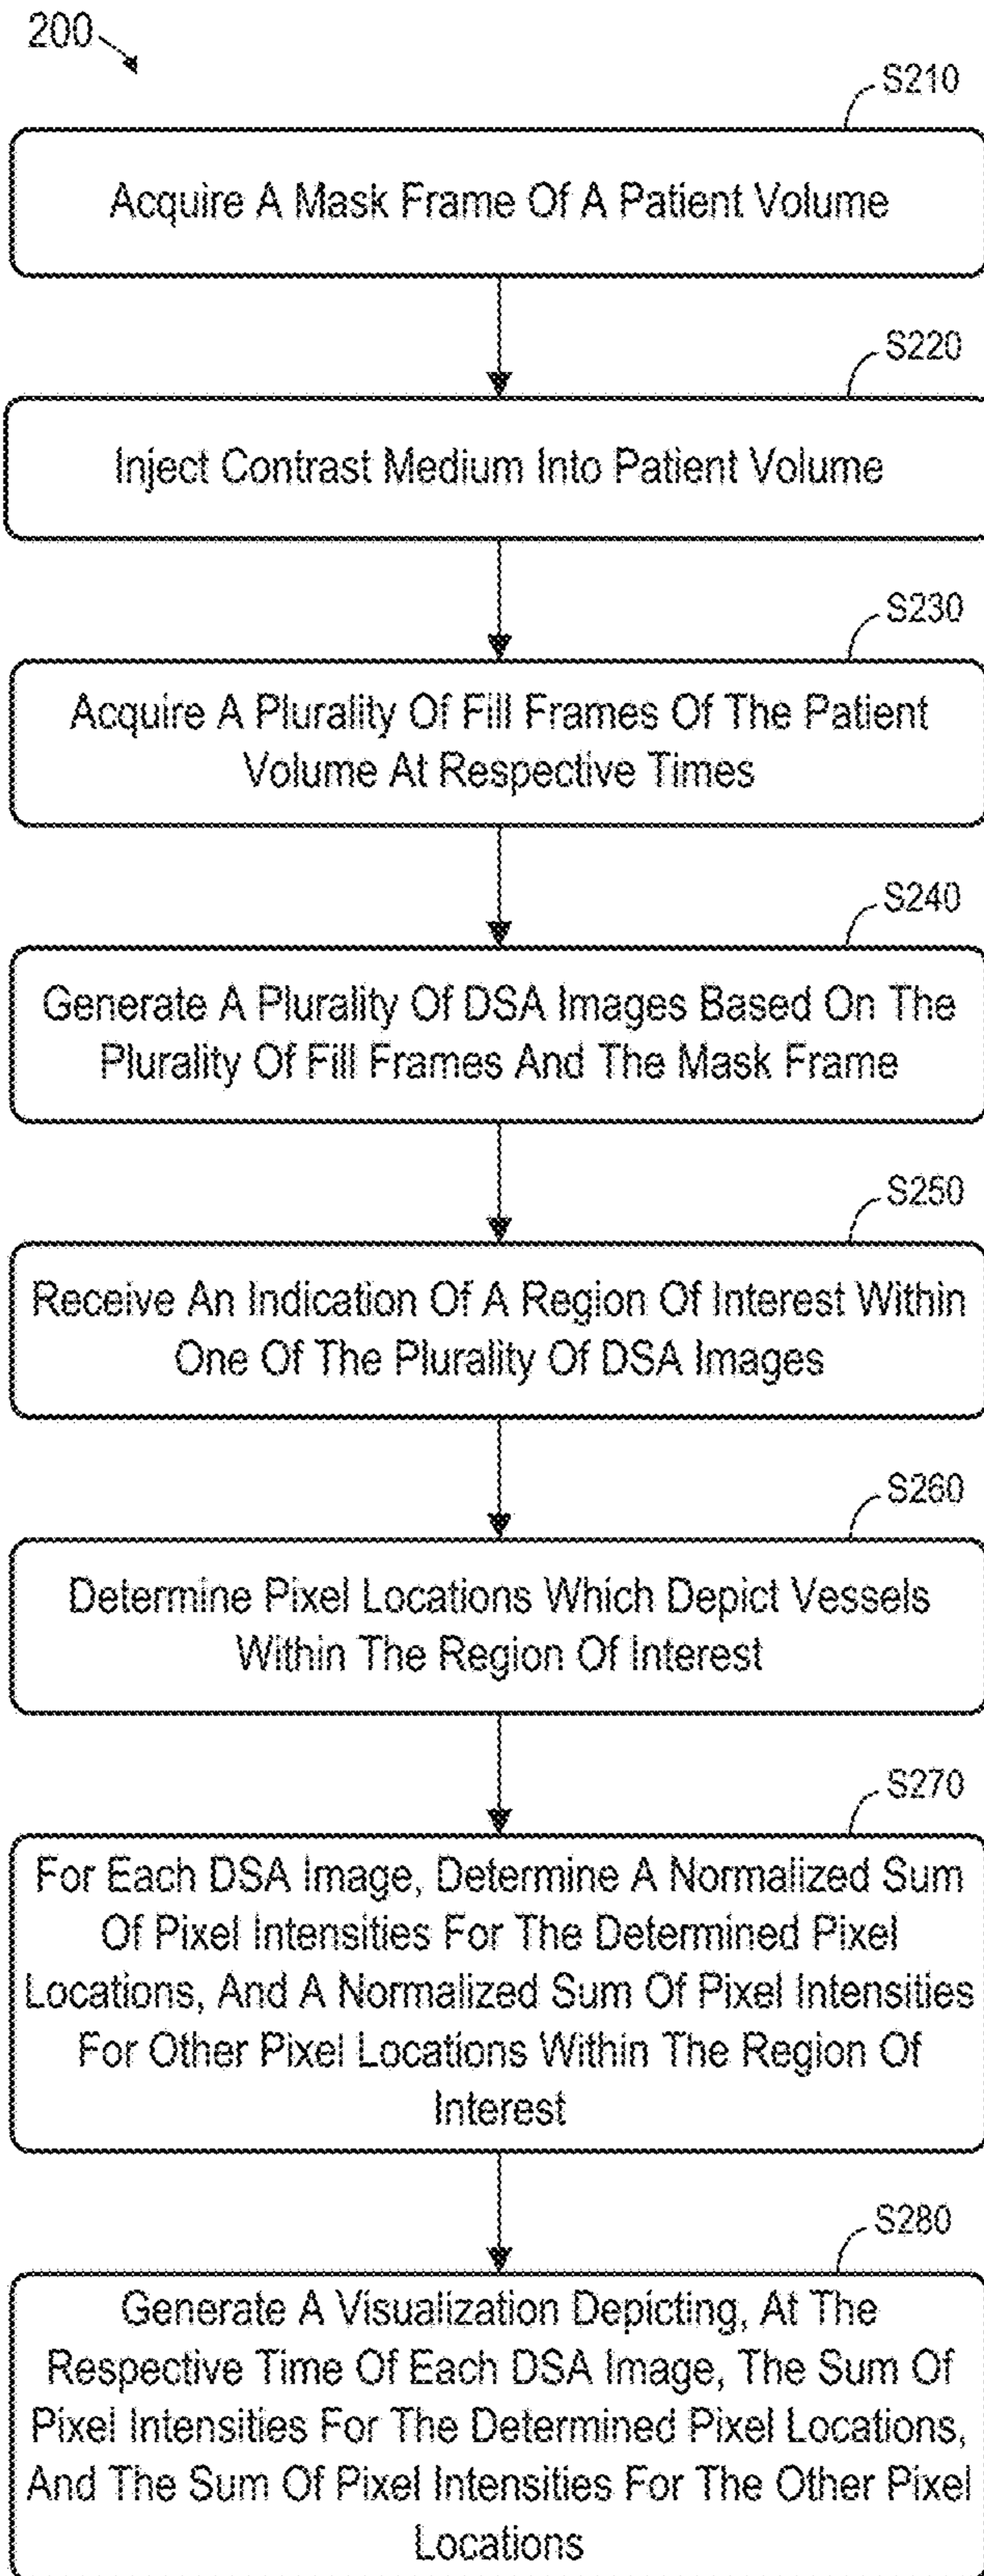 200
S210
Acquire A Mask Frame Of A Patient Volume
S220
Inject Contrast Medium Into Patient Volume
S230
Acquire A Plurality Of Fill Frames Of The Patient
Volume At Respective Times
S240
Generate A Plurality Of DSA Images Based On The
Plurality Of Fill Frames And The Mask Frame
S250
Receive An Indication Of A Region Of Interest Within
One Of The Plurality Of DSA Images
S260
Determine Pixel Locations Which Depict Vessels
Within The Region Of Interest
S270
For Each DSA Image, Determine A Normalized Sum
Of Pixel Intensities For The Determined Pixel
Locations, And A Normalized Sum Of Pixel Intensities
For Other Pixel Locations Within The Region Of
Interest
S280
Generate A Visualization Depicting, At The
Respective Time Of Each DSA Image, The Sum Of
Pixel Intensities For The Determined Pixel Locations,
And The Sum Of Pixel Intensities For The Other Pixel
Locations